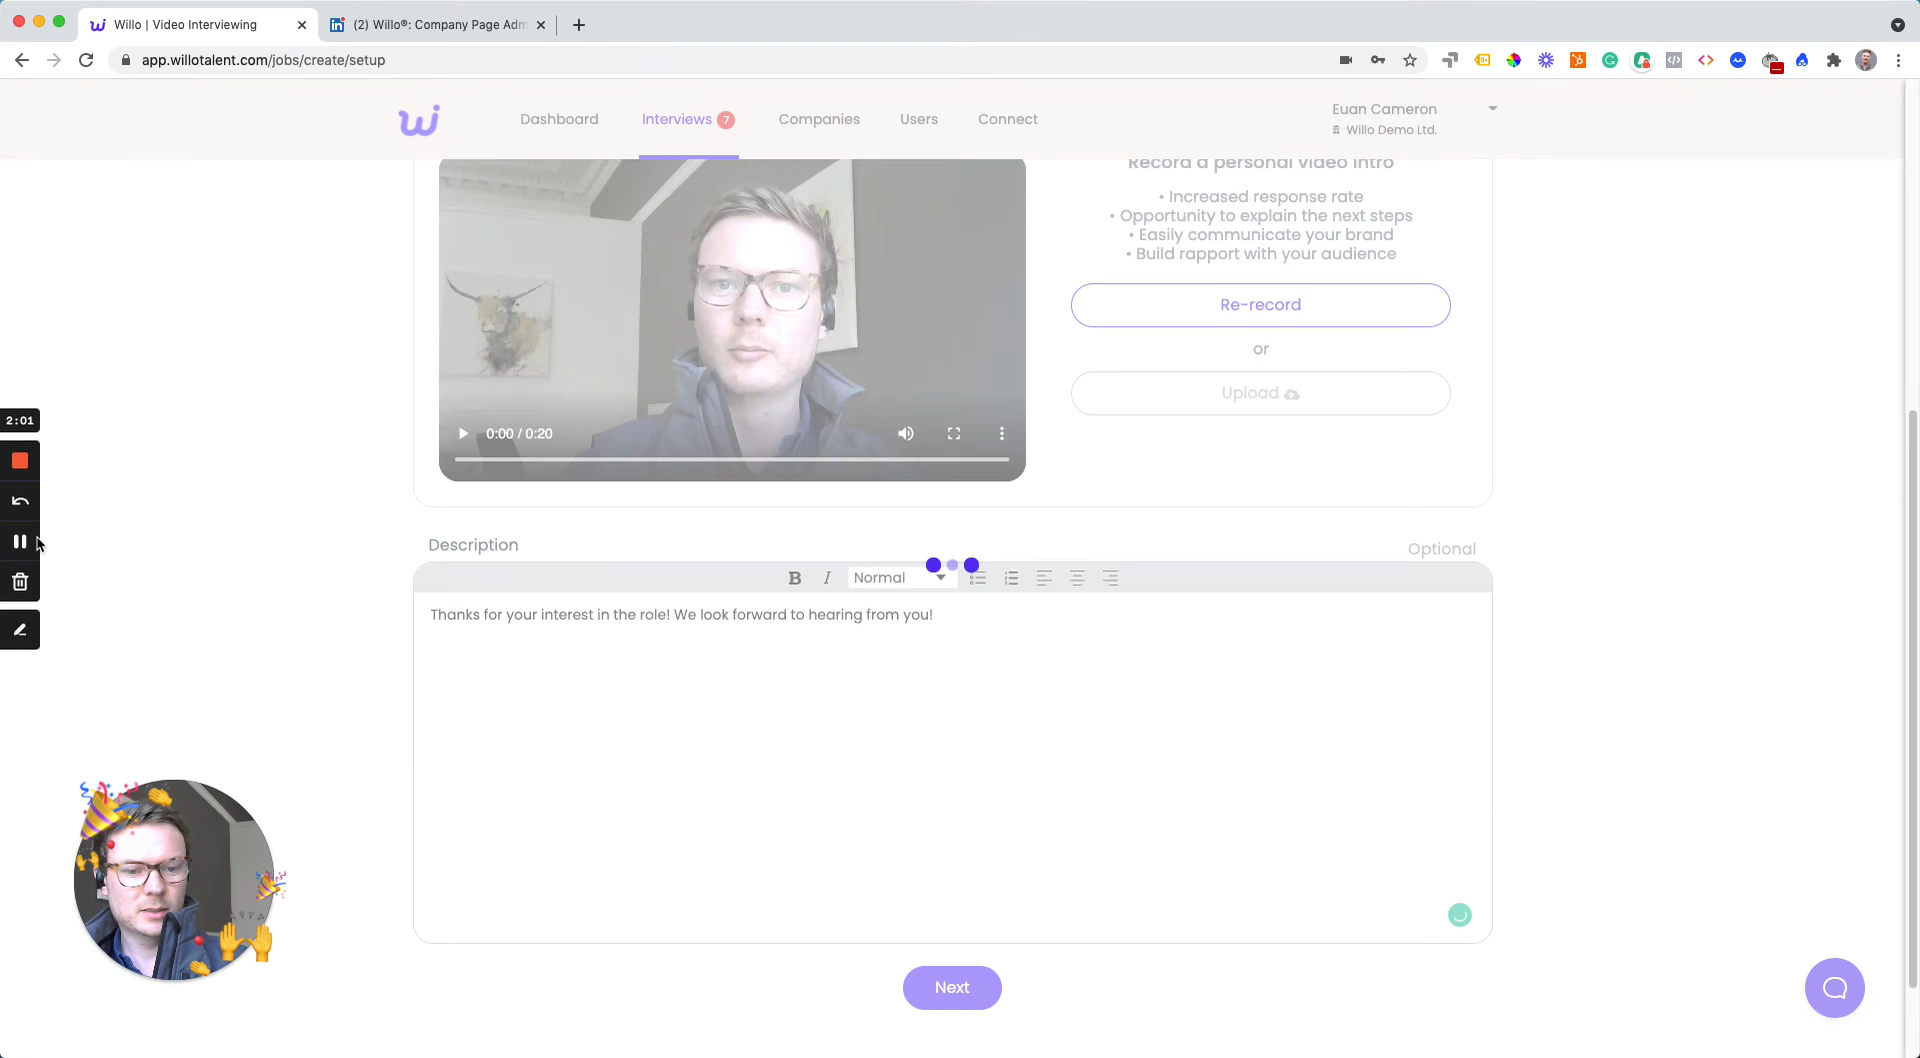 Willo | Video Interviewing
(2) Willo®: Company Page Adm
app.willotalent.com/jobs/create/setup
Dashboard
Interviews 7
Companies
Users
Connect
Euan Cameron
Willo Demo Ltd.
Record a personal video intro
• Increased response rate
• Opportunity to explain the next steps
• Easily communicate your brand
• Build rapport with your audience
Re-record
or
Upload
0:00 / 0:20
2:01
Description
Optional
B I Normal
Thanks for your interest in the role! We look forward to hearing from you!
Next